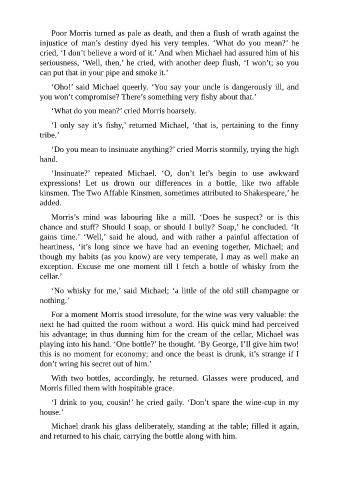 Poor Morris turned as pale as death, and then a flush of wrath against the
injustice of man's destiny dyed his very temples. ‘What do you mean?’ he
cried, ‘I don’t believe a word of it.’ And when Michael had assured him of his
seriousness, ‘Well, then,’ he cried, with another deep flush, ‘I won’t; so you
can put that in your pipe and smoke it.’
‘Oho!’ said Michael queerly. ‘You say your uncle is dangerously ill, and
you won’t compromise? There’s something very fishy about that.’
‘What do you mean?’ cried Morris hoarsely.
‘I only say it’s fishy,’ returned Michael, ‘that is, pertaining to the finny
tribe.’
‘Do you mean to insinuate anything?’ cried Morris stormily, trying the high
hand.
‘Insinuate?’ repeated Michael. ‘O, don’t let’s begin to use awkward
expressions! Let us drown our differences in a bottle, like two affable
kinsmen. The Two Affable Kinsmen, sometimes attributed to Shakespeare,’ he
added.
Morris’s mind was labouring like a mill. ‘Does he suspect? or is this
chance and stuff? Should I soap, or should I bully? Soap,’ he concluded. ‘It
gains time.’ ‘Well,’ said he aloud, and with rather a painful affectation of
heartiness, ‘it’s long since we have had an evening together, Michael; and
though my habits (as you know) are very temperate, I may as well make an
exception. Excuse me one moment till I fetch a bottle of whisky from the
cellar.’
‘No whisky for me,’ said Michael; ‘a little of the old still champagne or
nothing.’
For a moment Morris stood irresolute, for the wine was very valuable: the
next he had quitted the room without a word. His quick mind had perceived
his advantage; in thus dunning him for the cream of the cellar, Michael was
playing into his hand. ‘One bottle?’ he thought. ‘By George, I’ll give him two!
this is no moment for economy; and once the beast is drunk, it’s strange if I
don’t wring his secret out of him.’
With two bottles, accordingly, he returned. Glasses were produced, and
Morris filled them with hospitable grace.
‘I drink to you, cousin!’ he cried gaily. ‘Don’t spare the wine-cup in my
house.’
Michael drank his glass deliberately, standing at the table; filled it again,
and returned to his chair, carrying the bottle along with him.